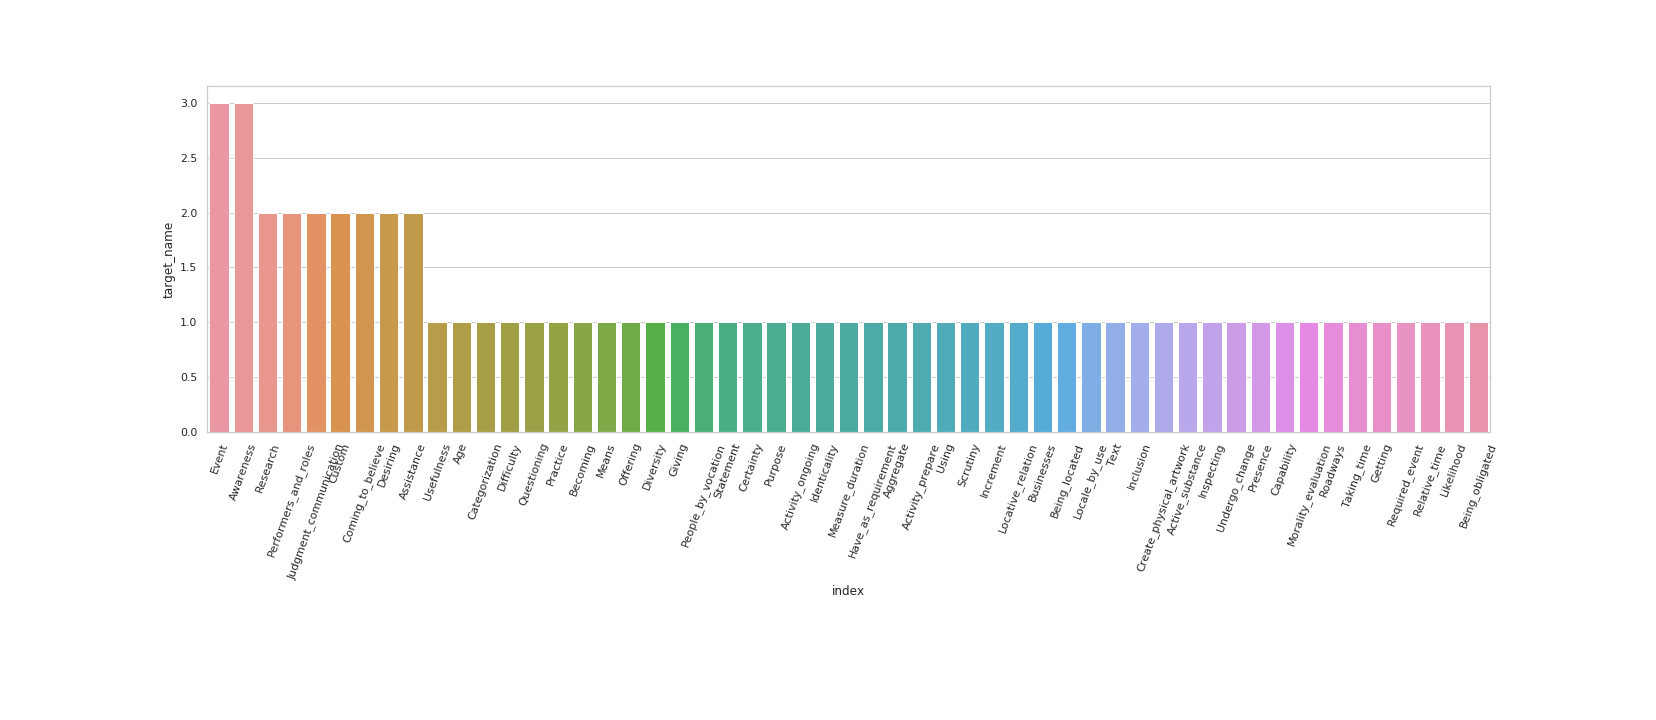 3.0
2.5
2.0
1.5
1.0
0.5
0.0
target_name
Event
Awareness
Research
Performers_and_roles
Judgment_communication
Custom
Coming_to_believe
Desiring
Assistance
Usefulness
Age
Categorization
Difficulty
Questioning
Practice
Becoming
Means
Offering
Diversity
Giving
People_by_vocation
Statement
Certainty
Purpose
Activity_ongoing
Identicality
Measure_duration
Have_as_requirement
Aggregate
Activity_prepare
Using
Scrutiny
Increment
Locative_relation
Businesses
Being_located
Locale_by_use
Text
Inclusion
Create_physical_artwork
Active_substance
Inspecting
Undergo_change
Presence
Capability
Morality_evaluation
Roadways
Taking_time
Getting
Required_event
Relative_time
Likelihood
Being_obligated
index